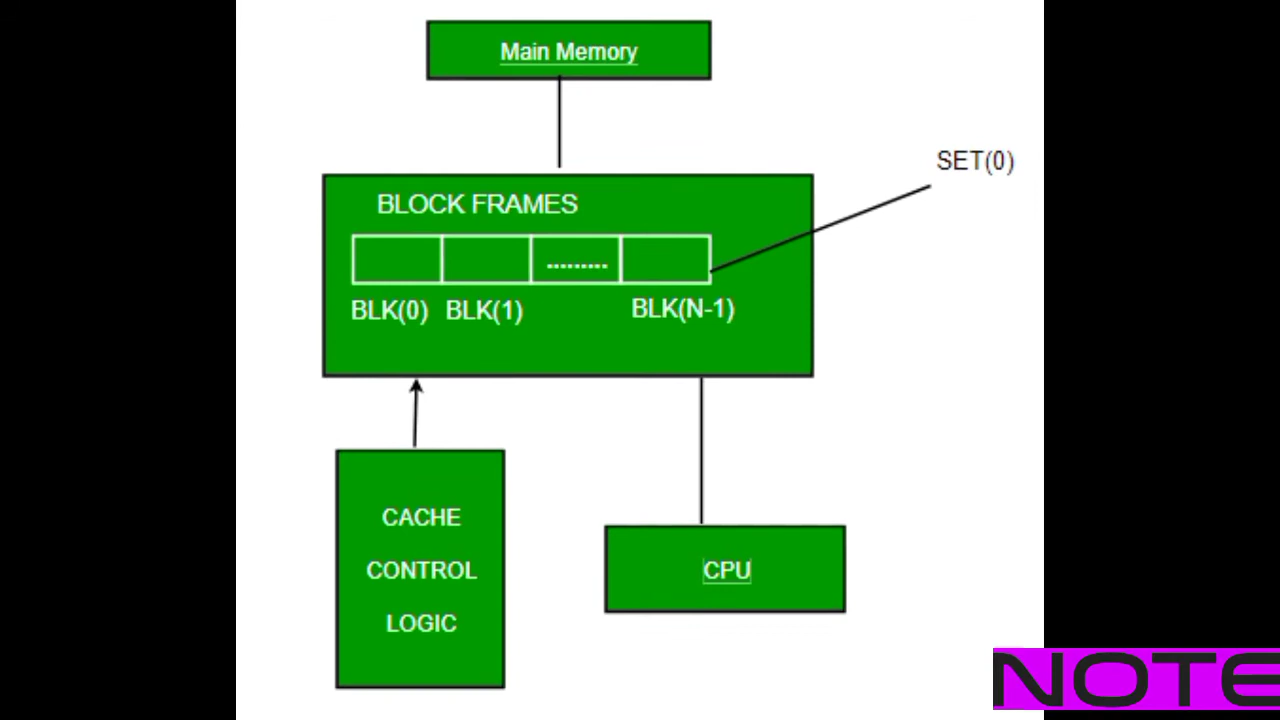 Main Memory
SET(0)
BLOCK FRAMES
.........
BLK(0) BLK(1) BLK(N-1)
CACHE
CONTROL
LOGIC
CPU
NOTE